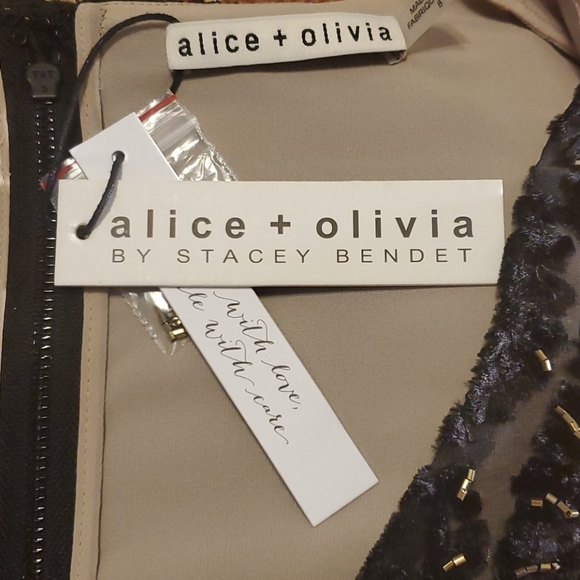 alice + olivia
alice + olivia
BY STACEY BENDET
with love,
with care